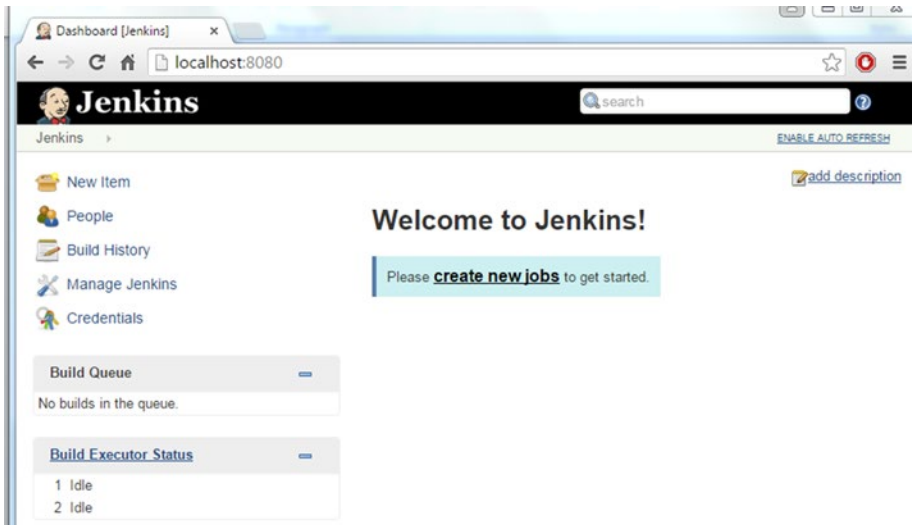 Dashboard [Jenkins]
localhost:8080
Jenkins
search
Jenkins
ENABLE AUTO REFRESH
add description
New Item
People
Build History
Manage Jenkins
Credentials
Welcome to Jenkins!
Please create new jobs to get started.
Build Queue
No builds in the queue.
Build Executor Status
1 Idle
2 Idle